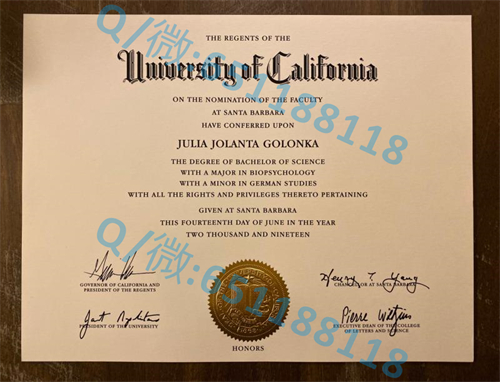 THE REGENTS OF THE
University of California
ON THE NOMINATION OF THE FACULTY
AT SANTA BARBARA
HAVE CONFERRED UPON
JULIA JOLANTA GOLONKA
THE DEGREE OF BACHELOR OF SCIENCE
WITH A MAJOR IN BIOPSYCHOLOGY
WITH A MINOR IN GERMAN STUDIES
WITH ALL THE RIGHTS AND PRIVILEGES THERETO PERTAINING
GIVEN AT SANTA BARBARA
THIS FOURTEENTH DAY OF JUNE IN THE YEAR
TWO THOUSAND AND NINETEEN
GOVERNOR OF CALIFORNIA AND
PRESIDENT OF THE REGENTS
Henry T. Yang
CHANCELLOR AT SANTA BARBARA
PRESIDENT OF THE UNIVERSITY
Pierre Wiltzius
EXECUTIVE DEAN OF THE COLLEGE
OF LETTERS AND SCIENCE
HONORS
Q/微:651188118
Q/微:651188118